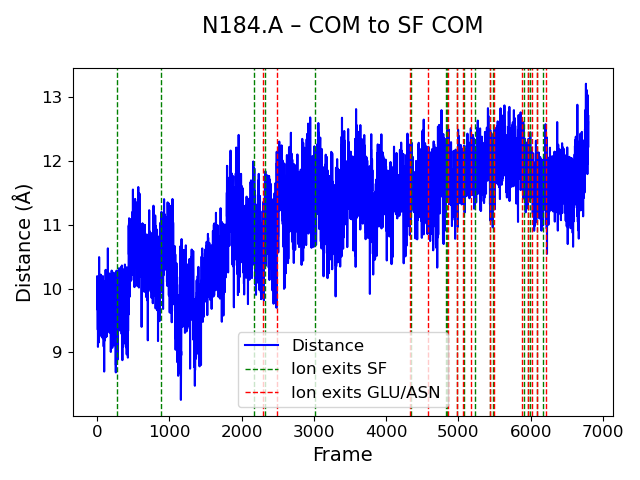 N184.A – COM to SF COM
13
12
11
10
9
Distance (Å)
Distance
Ion exits SF
Ion exits GLU/ASN
0 1000 2000 3000 4000 5000 6000 7000
Frame